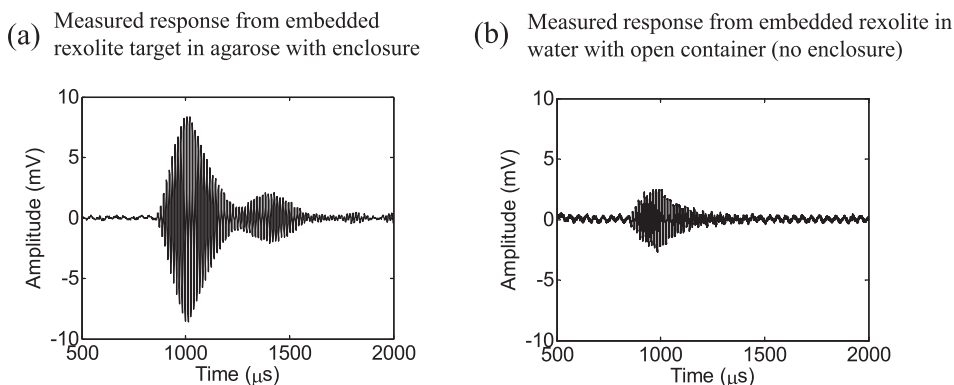 (a) Measured response from embedded
rexolite target in agarose with enclosure
10
5
0
-5
-10
Amplitude (mV)
500 1000 1500 2000
Time (μs)
(b) Measured response from embedded rexolite in
water with open container (no enclosure)
10
5
0
-5
-10
Amplitude (mV)
500 1000 1500 2000
Time (μs)